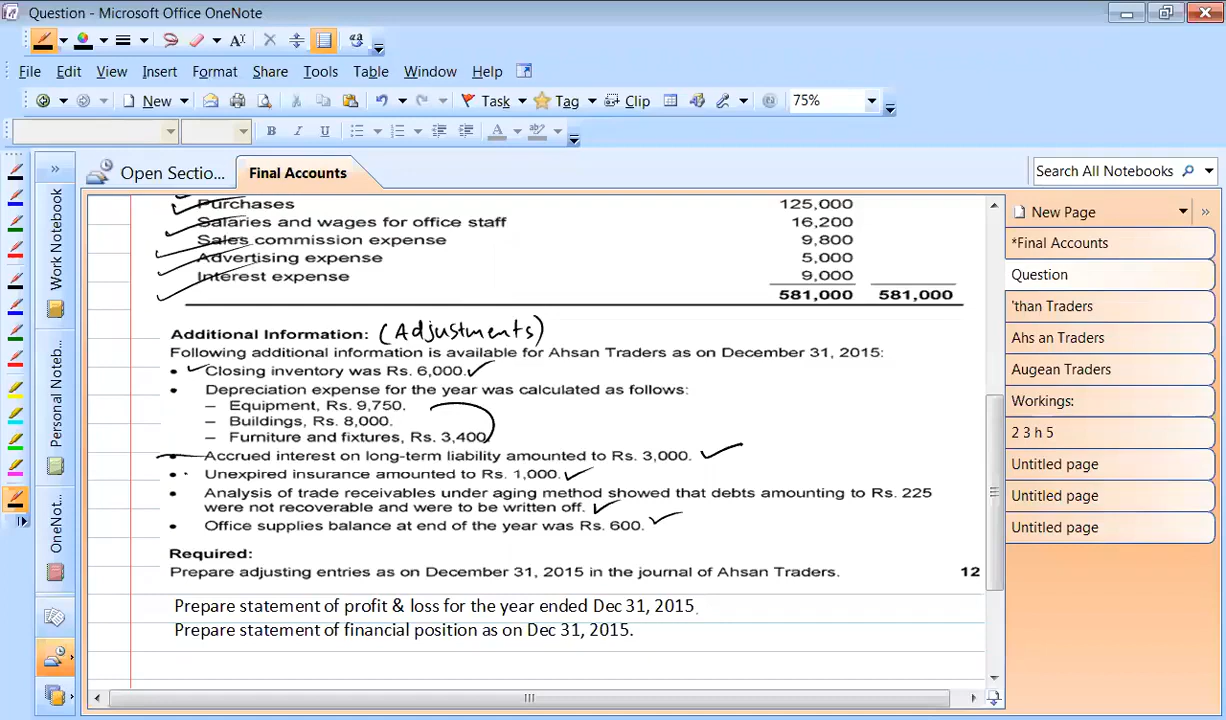 Question - Microsoft Office OneNote
File Edit View Insert Format Share Tools Table Window Help
New Task Tag Clip 75%
B I U A ab
Open Sectio... Final Accounts
Search All Notebooks
Work Notebook
Personal Noteb...
OneNot...
Purchases 125,000
Salaries and wages for office staff 16,200
Sales commission expense 9,800
Advertising expense 5,000
Interest expense 9,000
581,000 581,000
Additional Information: (Adjustments)
Following additional information is available for Ahsan Traders as on December 31, 2015:
• Closing inventory was Rs. 6,000.
• Depreciation expense for the year was calculated as follows:
– Equipment, Rs. 9,750.
– Buildings, Rs. 8,000.
– Furniture and fixtures, Rs. 3,400
• Accrued interest on long-term liability amounted to Rs. 3,000.
• Unexpired insurance amounted to Rs. 1,000.
• Analysis of trade receivables under aging method showed that debts amounting to Rs. 225
were not recoverable and were to be written off.
• Office supplies balance at end of the year was Rs. 600.
Required:
Prepare adjusting entries as on December 31, 2015 in the journal of Ahsan Traders. 12
Prepare statement of profit & loss for the year ended Dec 31, 2015.
Prepare statement of financial position as on Dec 31, 2015.
New Page
*Final Accounts
Question
'than Traders
Ahs an Traders
Augean Traders
Workings:
2 3 h 5
Untitled page
Untitled page
Untitled page